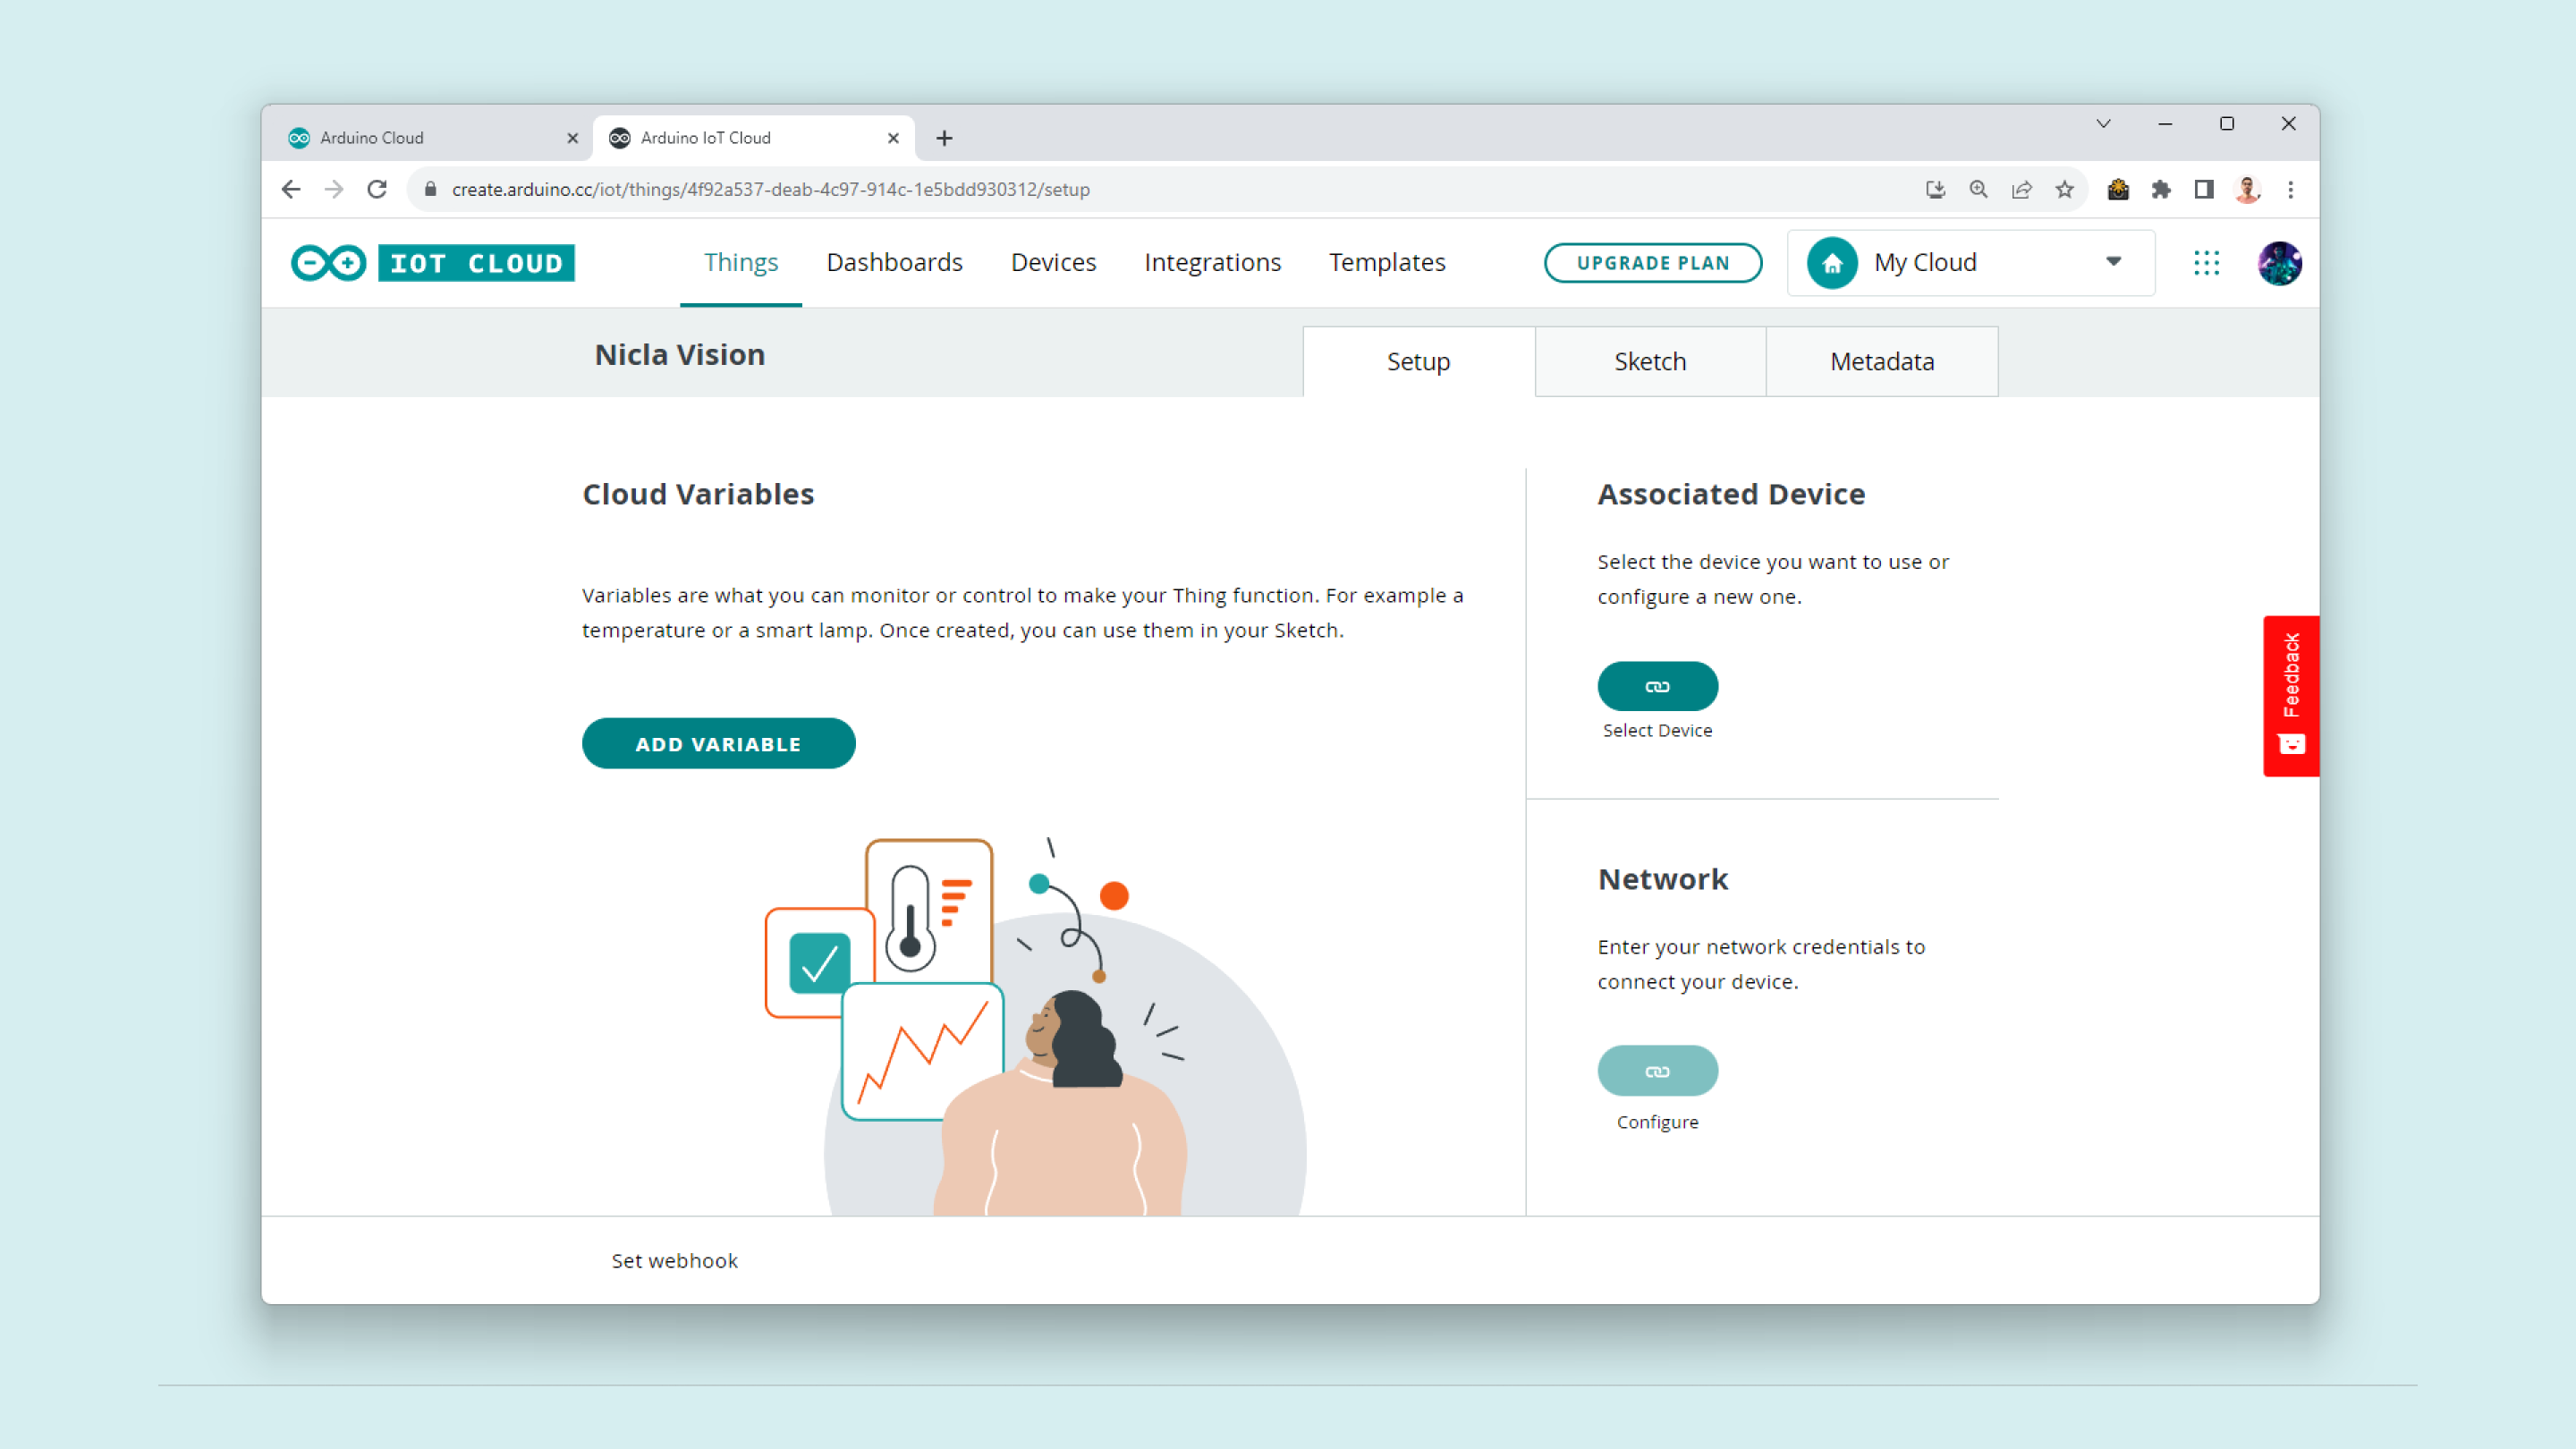 Arduino Cloud
Arduino IoT Cloud
create.arduino.cc/iot/things/4f92a537-deab-4c97-914c-1e5bdd930312/setup
IOT CLOUD
Things
Dashboards
Devices
Integrations
Templates
UPGRADE PLAN
My Cloud
Nicla Vision
Setup
Sketch
Metadata
Cloud Variables
Variables are what you can monitor or control to make your Thing function. For example a
temperature or a smart lamp. Once created, you can use them in your Sketch.
ADD VARIABLE
Associated Device
Select the device you want to use or
configure a new one.
Select Device
Feedback
Network
Enter your network credentials to
connect your device.
Configure
Set webhook